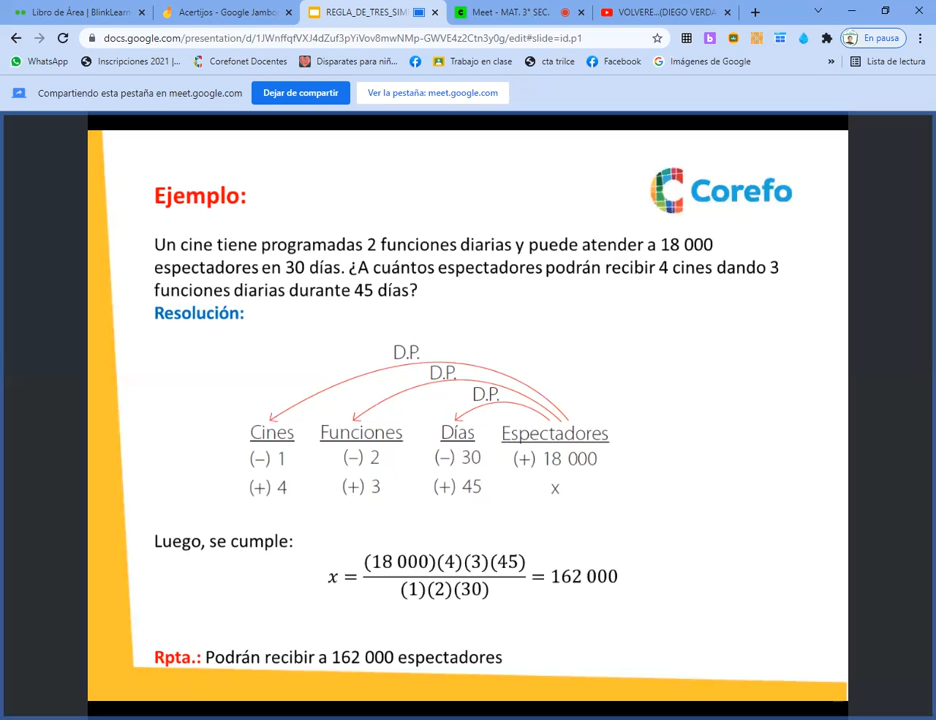 Libro de Área | BlinkLearn
Acertijos - Google Jambo
REGLA_DE_TRES_SIM
Meet - MAT. 3° SEC.
VOLVERE...(DIEGO VERDA
docs.google.com/presentation/d/1JWnffqfVXJ4dZuf3pYiVov8mwNMp-GWVE4z2Ctn3y0g/edit#slide=id.p1
En pausa
WhatsApp
Inscripciones 2021 |...
Corefonet Docentes
Disparates para niñ...
Trabajo en clase
cta trilce
Facebook
Imágenes de Google
»
Lista de lectura
Compartiendo esta pestaña en meet.google.com
Dejar de compartir
Ver la pestaña: meet.google.com
Corefo
Ejemplo:
Un cine tiene programadas 2 funciones diarias y puede atender a 18 000
espectadores en 30 días. ¿A cuántos espectadores podrán recibir 4 cines dando 3
funciones diarias durante 45 días?
Resolución:
D.P.
D.P.
D.P.
Cines Funciones Días Espectadores
(–) 1 (–) 2 (–) 30 (+) 18 000
(+) 4 (+) 3 (+) 45 x
Luego, se cumple:
x = (18 000)(4)(3)(45) / (1)(2)(30) = 162 000
Rpta.: Podrán recibir a 162 000 espectadores